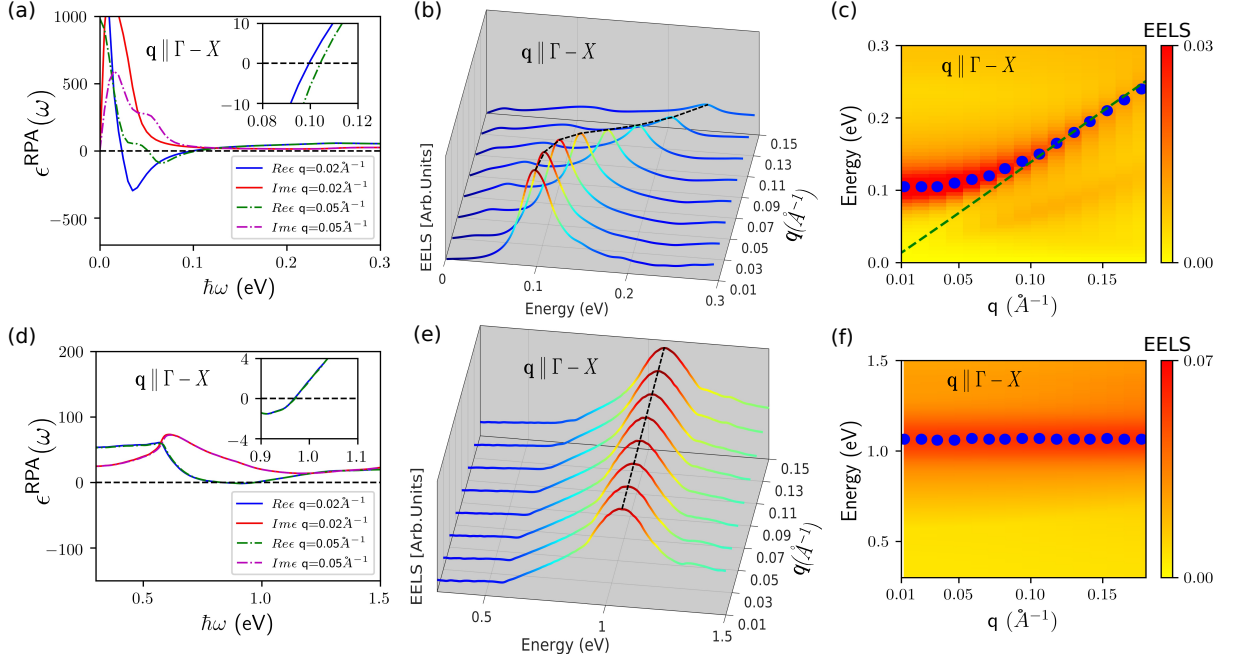 (a)
1000
500
0
−500
ϵRPA(ω)
q ∥ Γ − X
10
0
−10
0.08 0.10 0.12
Reϵ q=0.02Å⁻¹
Imϵ q=0.02Å⁻¹
Reϵ q=0.05Å⁻¹
Imϵ q=0.05Å⁻¹
0.0 0.1 0.2 0.3
ħω (eV)
(b)
q ∥ Γ − X
EELS [Arb.Units]
0 0.1 0.2 0.3
Energy (eV)
0.15
0.13
0.11
0.09
0.07
0.05
0.03
0.01
q(Å⁻¹)
(c)
EELS
0.3
0.2
0.1
0.0
Energy (eV)
q ∥ Γ − X
0.03
0.00
0.01 0.05 0.10 0.15
q (Å⁻¹)
(d)
200
100
0
−100
ϵRPA(ω)
q ∥ Γ − X
4
0
−4
0.9 1.0 1.1
Reϵ q=0.02Å⁻¹
Imϵ q=0.02Å⁻¹
Reϵ q=0.05Å⁻¹
Imϵ q=0.05Å⁻¹
0.5 1.0 1.5
ħω (eV)
(e)
q ∥ Γ − X
EELS [Arb.Units]
0.5 1 1.5
Energy (eV)
0.15
0.13
0.11
0.09
0.07
0.05
0.03
0.01
q(Å⁻¹)
(f)
EELS
1.5
1.0
0.5
Energy (eV)
q ∥ Γ − X
0.07
0.00
0.01 0.05 0.10 0.15
q (Å⁻¹)